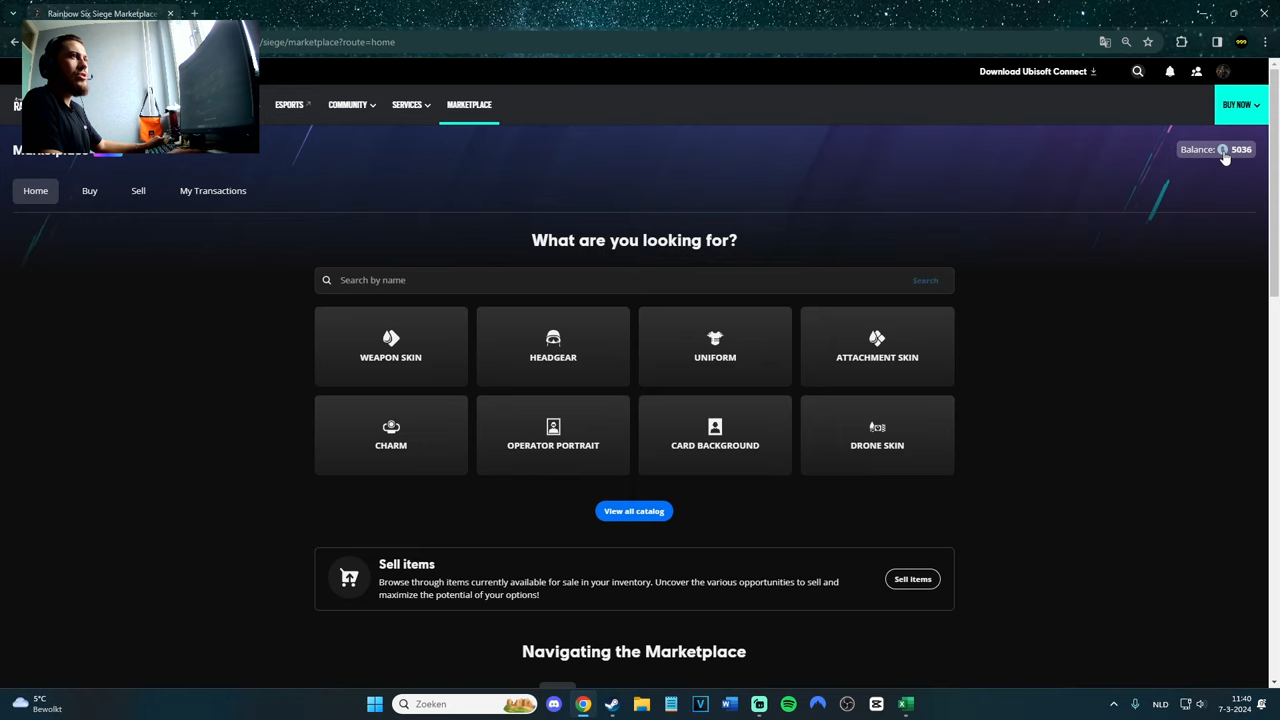 Rainbow Six Siege Marketplace
/siege/marketplace?route=home
Download Ubisoft Connect
ESPORTS
COMMUNITY
SERVICES
MARKETPLACE
BUY NOW
Balance: 5036
Home
Buy
Sell
My Transactions
What are you looking for?
Search by name
Search
WEAPON SKIN
HEADGEAR
UNIFORM
ATTACHMENT SKIN
CHARM
OPERATOR PORTRAIT
CARD BACKGROUND
DRONE SKIN
View all catalog
Sell items
Browse through items currently available for sale in your inventory. Uncover the various opportunities to sell and
maximize the potential of your options!
Sell items
Navigating the Marketplace
5°C
Bewolkt
Zoeken
NLD
11:40
7-3-2024